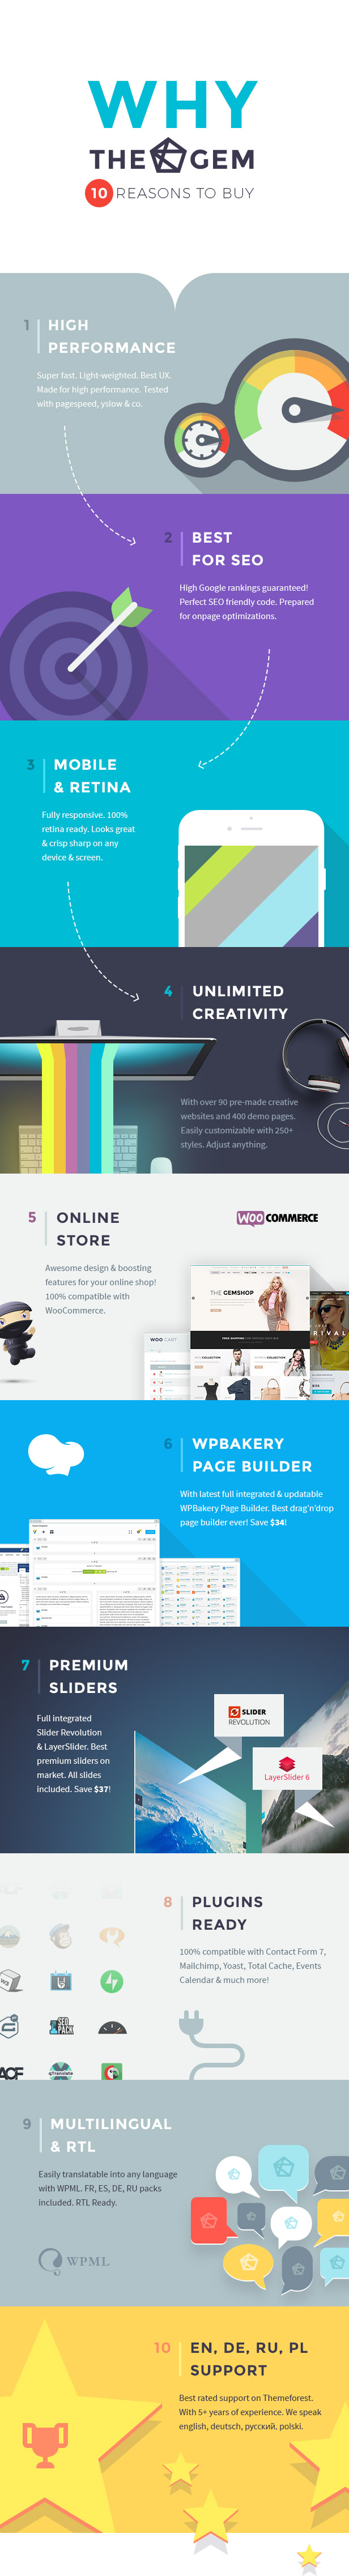 WHY
THE GEM
10 REASONS TO BUY
1
HIGH
PERFORMANCE
Super fast. Light-weighted. Best UX.
Made for high performance. Tested
with pagespeed, yslow & co.
2
BEST
FOR SEO
High Google rankings guaranteed!
Perfect SEO friendly code. Prepared
for onpage optimizations.
3
MOBILE
& RETINA
Fully responsive. 100%
retina ready. Looks great
& crisp sharp on any
device & screen.
4
UNLIMITED
CREATIVITY
With over 90 pre-made creative
websites and 400 demo pages.
Easily customizable with 250+
styles. Adjust anything.
5
ONLINE
STORE
WOO COMMERCE
Awesome design & boosting
features for your online shop!
100% compatible with
WooCommerce.
THE GEMSHOP
WOO CART
RIVAL
6
WPBAKERY
PAGE BUILDER
With latest full integrated & updatable
WPBakery Page Builder. Best drag'n'drop
page builder ever! Save $34!
7
PREMIUM
SLIDERS
Full integrated
Slider Revolution
& LayerSlider. Best
premium sliders on
market. All slides
included. Save $37!
SLIDER
REVOLUTION
LayerSlider 6
8
PLUGINS
READY
100% compatible with Contact Form 7,
Mailchimp, Yoast, Total Cache, Events
Calendar & much more!
W3
SEO
PACK
ACF
qTranslate
9
MULTILINGUAL
& RTL
Easily translatable into any language
with WPML. FR, ES, DE, RU packs
included. RTL Ready.
WPML
10
EN, DE, RU, PL
SUPPORT
Best rated support on Themeforest.
With 5+ years of experience. We speak
english, deutsch, русский. polski.